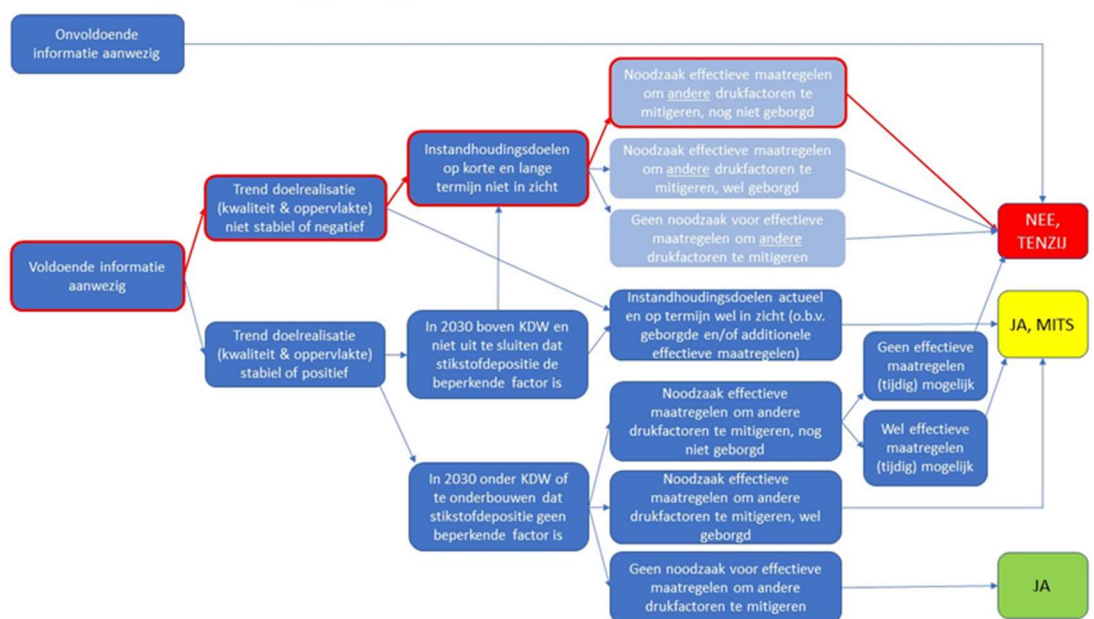 Onvoldoende
informatie aanwezig
Voldoende informatie
aanwezig
Trend doelrealisatie
(kwaliteit & oppervlakte)
niet stabiel of negatief
Trend doelrealisatie
(kwaliteit & oppervlakte)
stabiel of positief
Instandhoudingsdoelen
op korte en lange
termijn niet in zicht
In 2030 boven KDW en
niet uit te sluiten dat
stikstofdepositie de
beperkende factor is
In 2030 onder KDW of
te onderbouwen dat
stikstofdepositie geen
beperkende factor is
Noodzaak effectieve maatregelen
om andere drukfactoren te
mitigeren, nog niet geborgd
Noodzaak effectieve maatregelen
om andere drukfactoren te
mitigeren, wel geborgd
Geen noodzaak voor effectieve
maatregelen om andere
drukfactoren te mitigeren
Instandhoudingsdoelen actueel
en op termijn wel in zicht (o.b.v.
geborgde en/of additionele
effectieve maatregelen)
Noodzaak effectieve
maatregelen om andere
drukfactoren te mitigeren, nog
niet geborgd
Noodzaak effectieve
maatregelen om andere
drukfactoren te mitigeren, wel
geborgd
Geen noodzaak voor effectieve
maatregelen om andere
drukfactoren te mitigeren
Geen effectieve
maatregelen
(tijdig) mogelijk
Wel effectieve
maatregelen
(tijdig) mogelijk
NEE,
TENZIJ
JA, MITS
JA